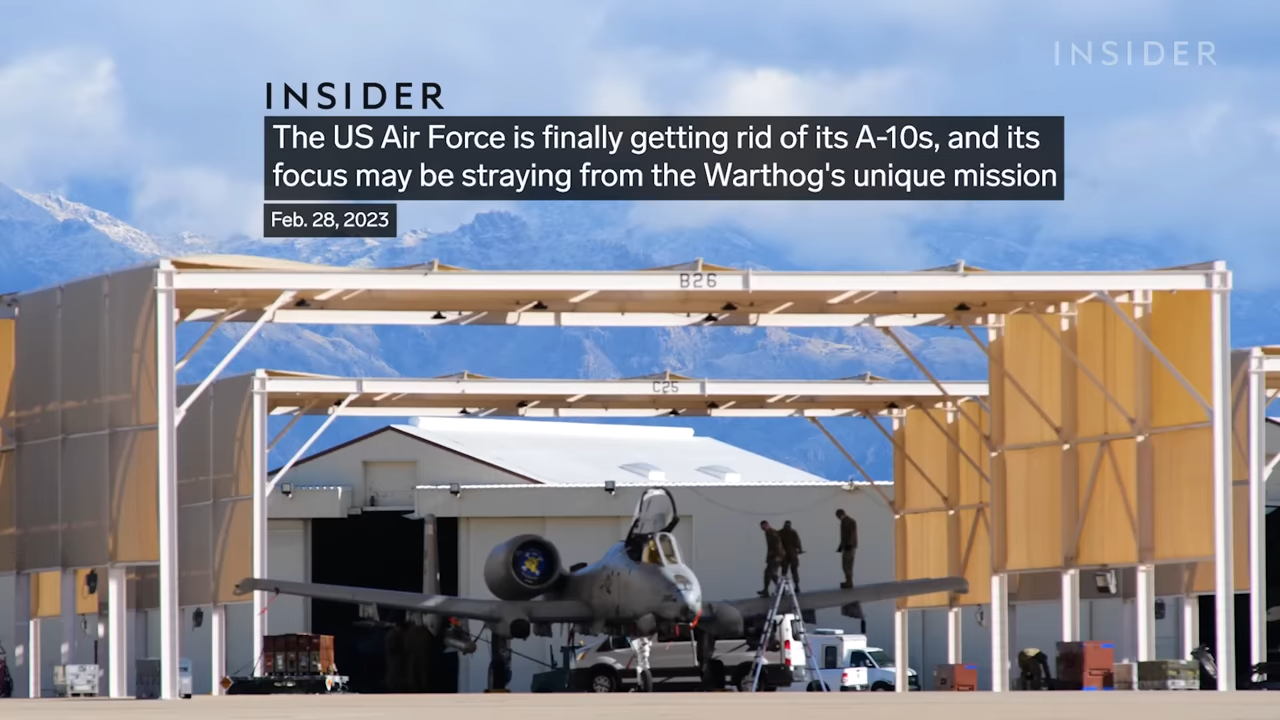 INSIDER
INSIDER
The US Air Force is finally getting rid of its A-10s, and its
focus may be straying from the Warthog's unique mission
Feb. 28, 2023
B26
C25